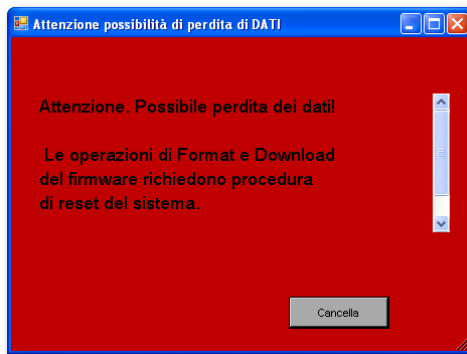 Attenzione possibilità di perdita di DATI
Attenzione. Possibile perdita dei dati!
Le operazioni di Format e Download
del firmware richiedono procedura
di reset del sistema.
Cancella